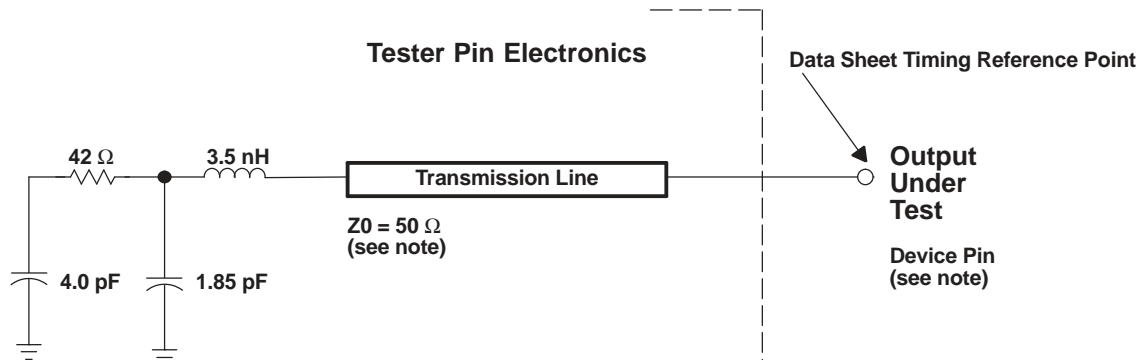 Tester Pin Electronics
Data Sheet Timing Reference Point
42 Ω
3.5 nH
Transmission Line
Output
Under
Test
Z0 = 50 Ω
(see note)
Device Pin
(see note)
4.0 pF
1.85 pF